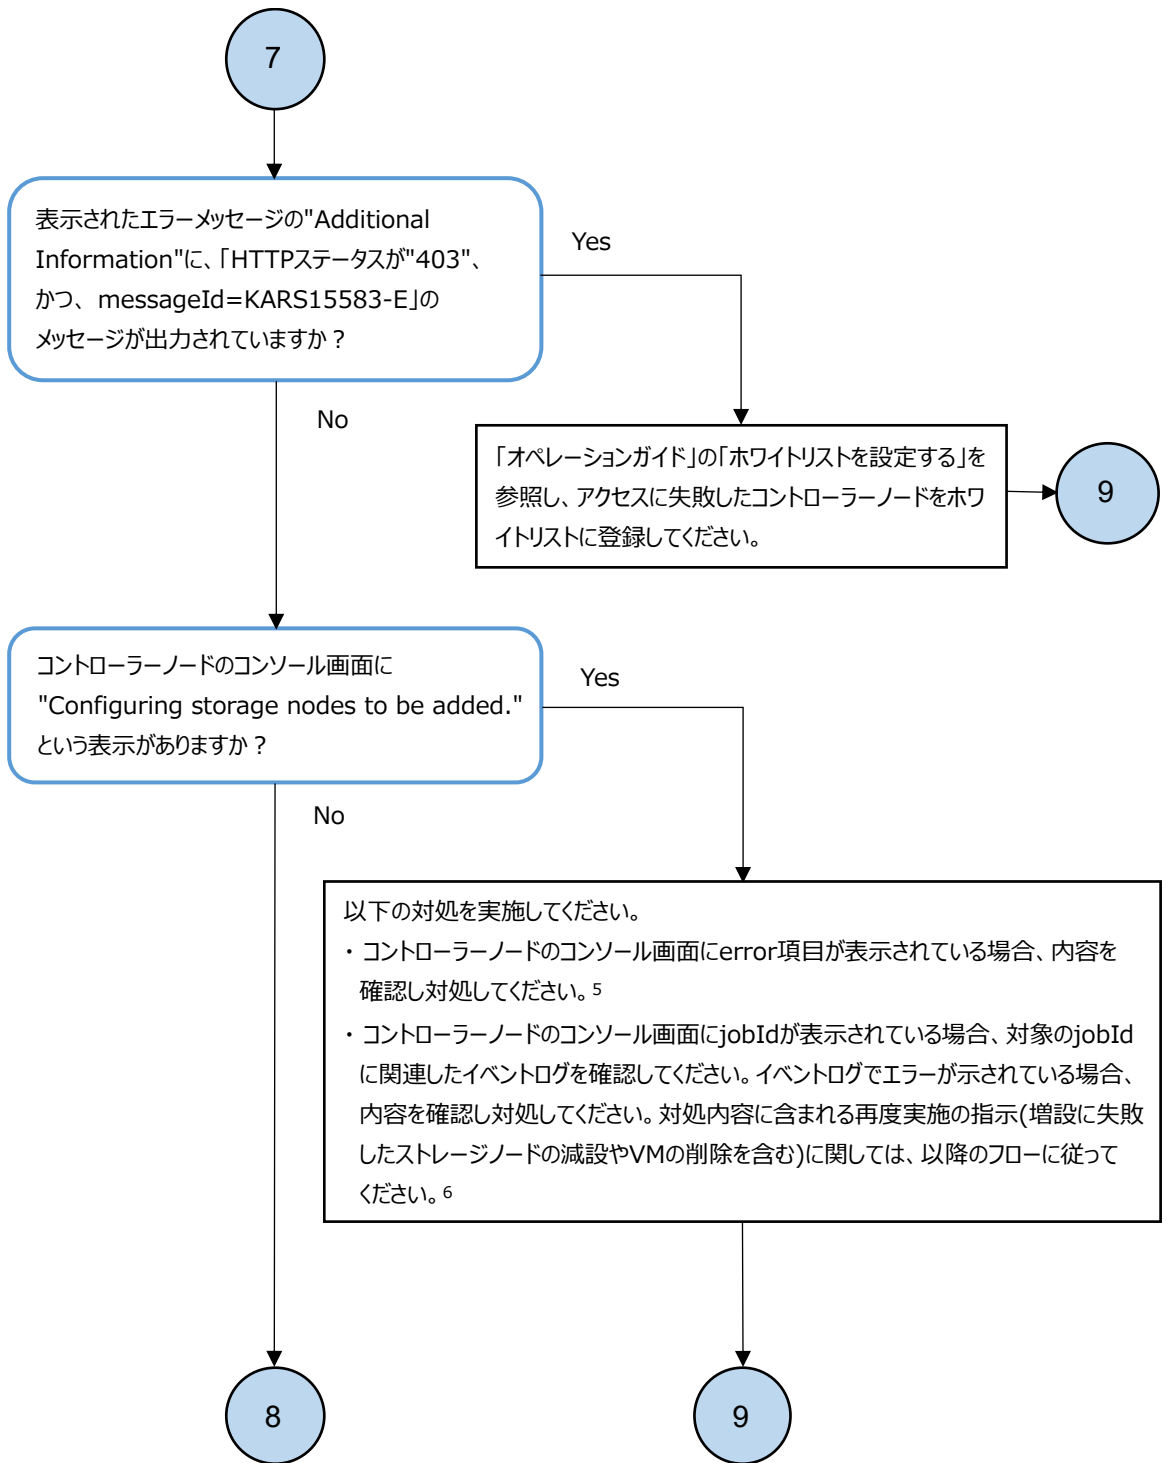 7
表示されたエラーメッセージの"Additional
Information"に、「HTTPステータスが"403"、
かつ、messageId=KARS15583-E」の
メッセージが出力されていますか？
Yes
No
「オペレーションガイド」の「ホワイトリストを設定する」を
参照し、アクセスに失敗したコントローラーノードをホワ
イトリストに登録してください。
9
コントローラーノードのコンソール画面に
"Configuring storage nodes to be added."
という表示がありますか？
Yes
No
以下の対処を実施してください。
・ コントローラーノードのコンソール画面にerror項目が表示されている場合、内容を
確認し対処してください。5
・ コントローラーノードのコンソール画面にjobIdが表示されている場合、対象のjobId
に関連したイベントログを確認してください。イベントログでエラーが示されている場合、
内容を確認し対処してください。対処内容に含まれる再度実施の指示(増設に失敗
したストレージノードの減設やVMの削除を含む)に関しては、以降のフローに従って
ください。6
8
9